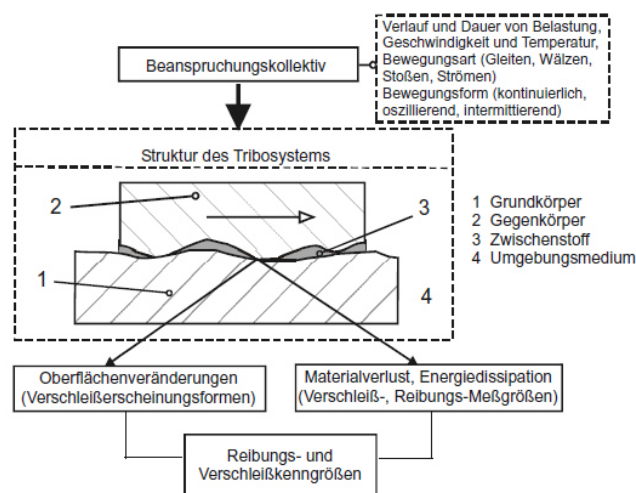 Verlauf und Dauer von Belastung,
Geschwindigkeit und Temperatur,
Bewegungsart (Gleiten, Wälzen,
Stoßen, Strömen)
Bewegungsform (kontinuierlich,
oszillierend, intermittierend)
Beanspruchungskollektiv
Struktur des Tribosystems
2
3
1
4
1 Grundkörper
2 Gegenkörper
3 Zwischenstoff
4 Umgebungsmedium
Oberflächenveränderungen
(Verschleißerscheinungsformen)
Materialverlust, Energiedissipation
(Verschleiß-, Reibungs-Meßgrößen)
Reibungs- und
Verschleißkenngrößen